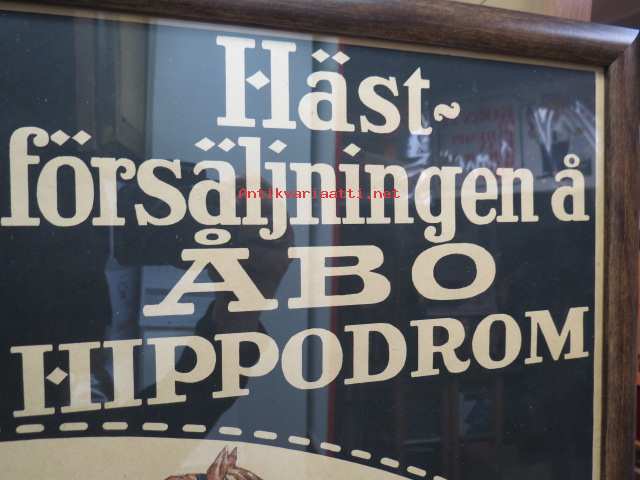 Häst-
försäljningen å
Antikvariaatti.net
ÅBO
HIPPODROM